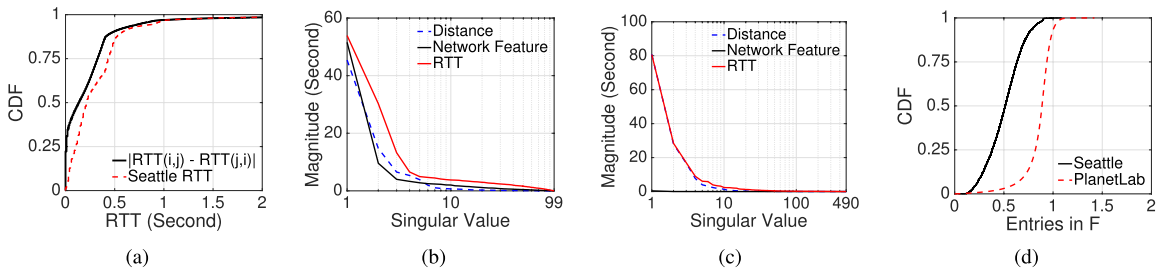 1
0.75
0.5
0.25
0
CDF
|RTT(i,j) - RTT(j,i)|
Seattle RTT
0 0.5 1 1.5 2
RTT (Second)
(a)
60
40
20
0
Magnitude (Second)
Distance
Network Feature
RTT
1 10 99
Singular Value
(b)
100
80
60
40
20
0
Magnitude (Second)
Distance
Network Feature
RTT
1 10 100 490
Singular Value
(c)
1
0.75
0.5
0.25
0
CDF
Seattle
PlanetLab
0 0.5 1 1.5 2
Entries in F
(d)